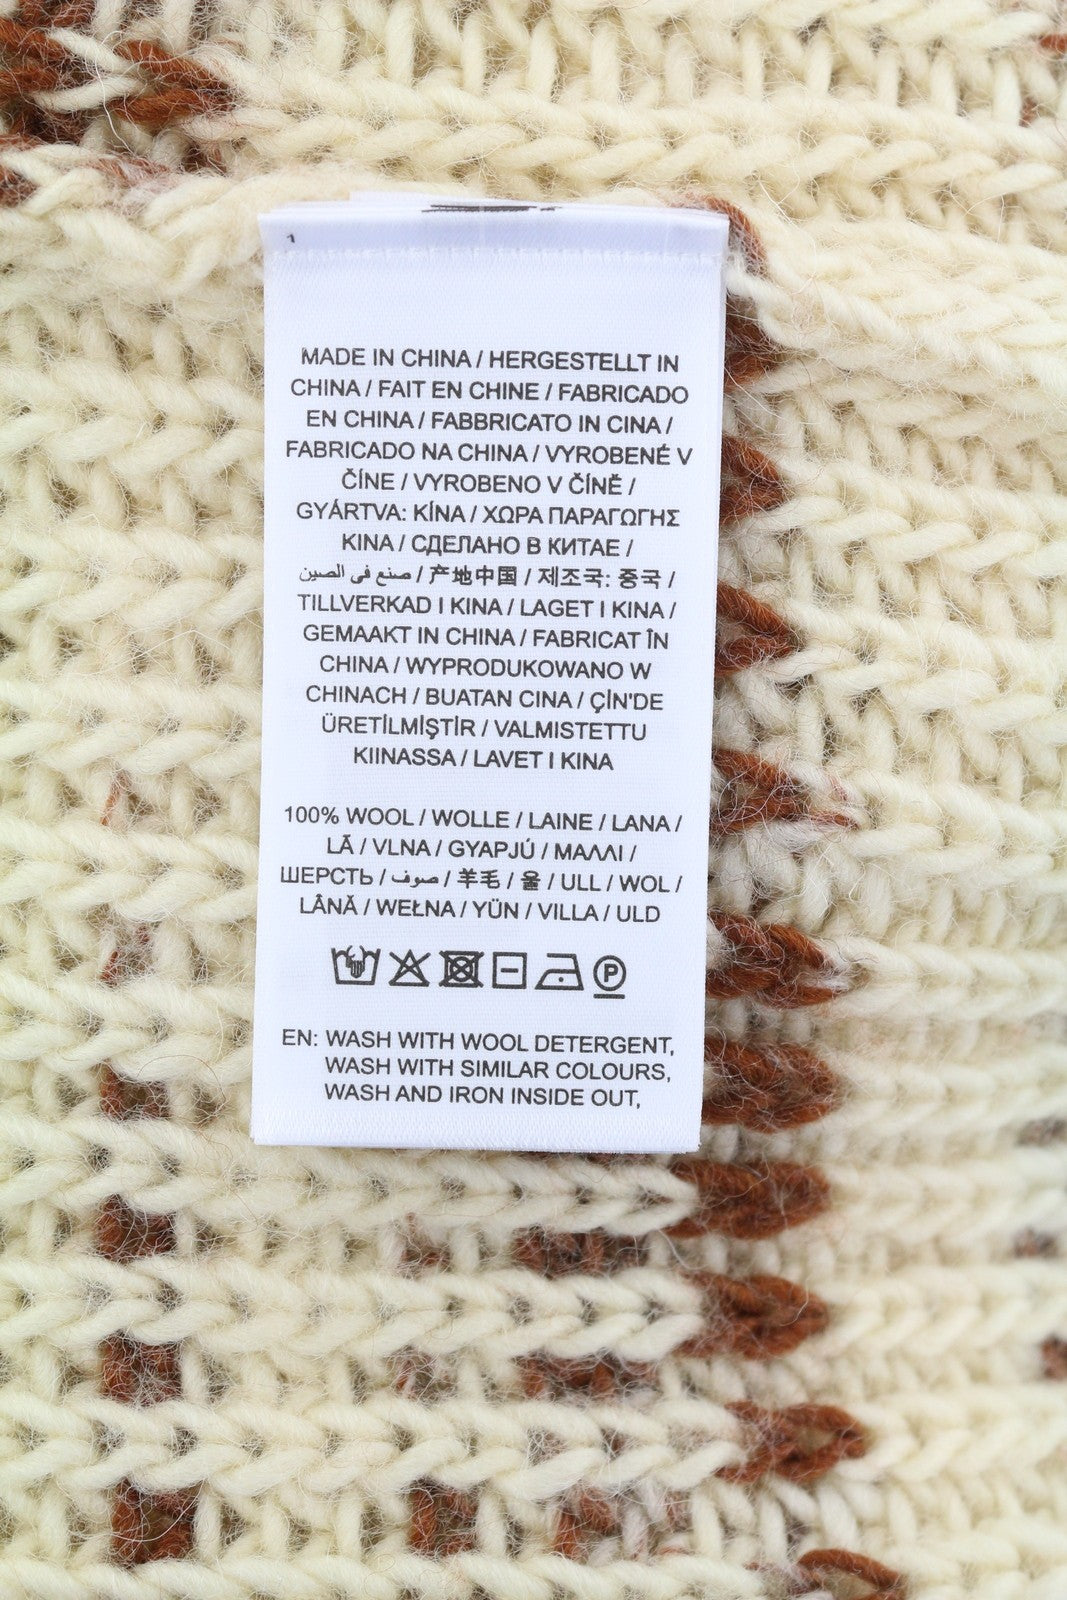 1
MADE IN CHINA / HERGESTELLT IN
CHINA / FAIT EN CHINE / FABRICADO
EN CHINA / FABBRICATO IN CINA /
FABRICADO NA CHINA / VYROBENÉ V
ČÍNE / VYROBENO V ČÍNĚ /
GYÁRTVA: KÍNA / ΧΩΡΑ ΠΑΡΑΓΩΓΗΣ
ΚΙΝΑ / СДЕЛАНО В КИТАЕ /
صنع في الصين / 产地中国 / 제조국: 중국 /
TILLVERKAD I KINA / LAGET I KINA /
GEMAAKT IN CHINA / FABRICAT ÎN
CHINA / WYPRODUKOWANO W
CHINACH / BUATAN CINA / ÇİN'DE
ÜRETİLMİŞTİR / VALMISTETTU
KIINASSA / LAVET I KINA
100% WOOL / WOLLE / LAINE / LANA /
LÃ / VLNA / GYAPJÚ / ΜΑΛΛΙ /
ШЕРСТЬ / صوف / 羊毛 / 울 / ULL / WOL /
LÂNĂ / WEŁNA / YÜN / VILLA / ULD
P
EN: WASH WITH WOOL DETERGENT,
WASH WITH SIMILAR COLOURS,
WASH AND IRON INSIDE OUT,